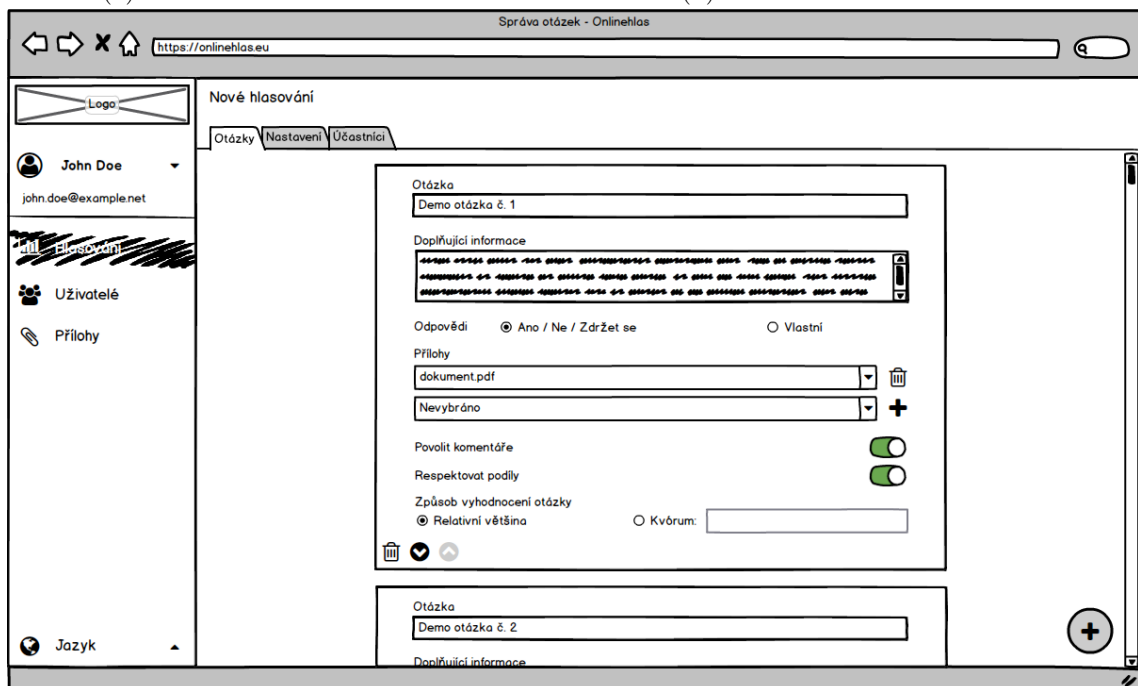 Správa otázek - Onlinehlas
https://onlinehlas.eu
Logo
John Doe
john.doe@example.net
Hlasování
Uživatelé
Přílohy
Jazyk
Nové hlasování
Otázky Nastavení Účastníci
Otázka
Demo otázka č. 1
Doplňující informace
Odpovědi Ano / Ne / Zdržet se Vlastní
Přílohy
dokument.pdf
Nevybráno
Povolit komentáře
Respektovat podíly
Způsob vyhodnocení otázky
Relativní většina Kvórum:
Otázka
Demo otázka č. 2
Doplňující informace